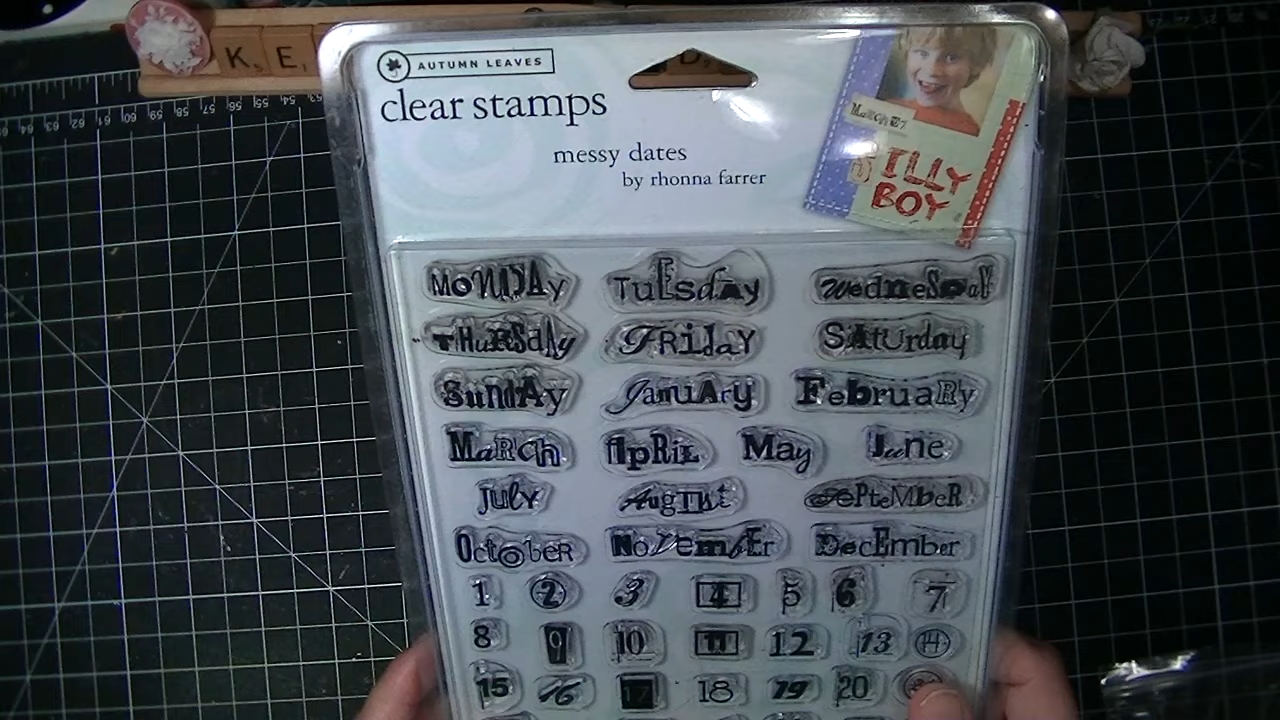 K E
AUTUMN LEAVES
clear stamps
messy dates
by rhonna farrer
SILLY
BOY
MONDAy TuEsdAy wedneSday
THuRSdAy FRidaY SAtUrday
SunDAy JanuAry FebruaRy
MaRch ApRiL May June
July AugUst SePteMbeR
OctobeR NoVembEr DecEmber
1 2 3 4 5 6 7
8 9 10 11 12 13 14
15 16 17 18 19 20